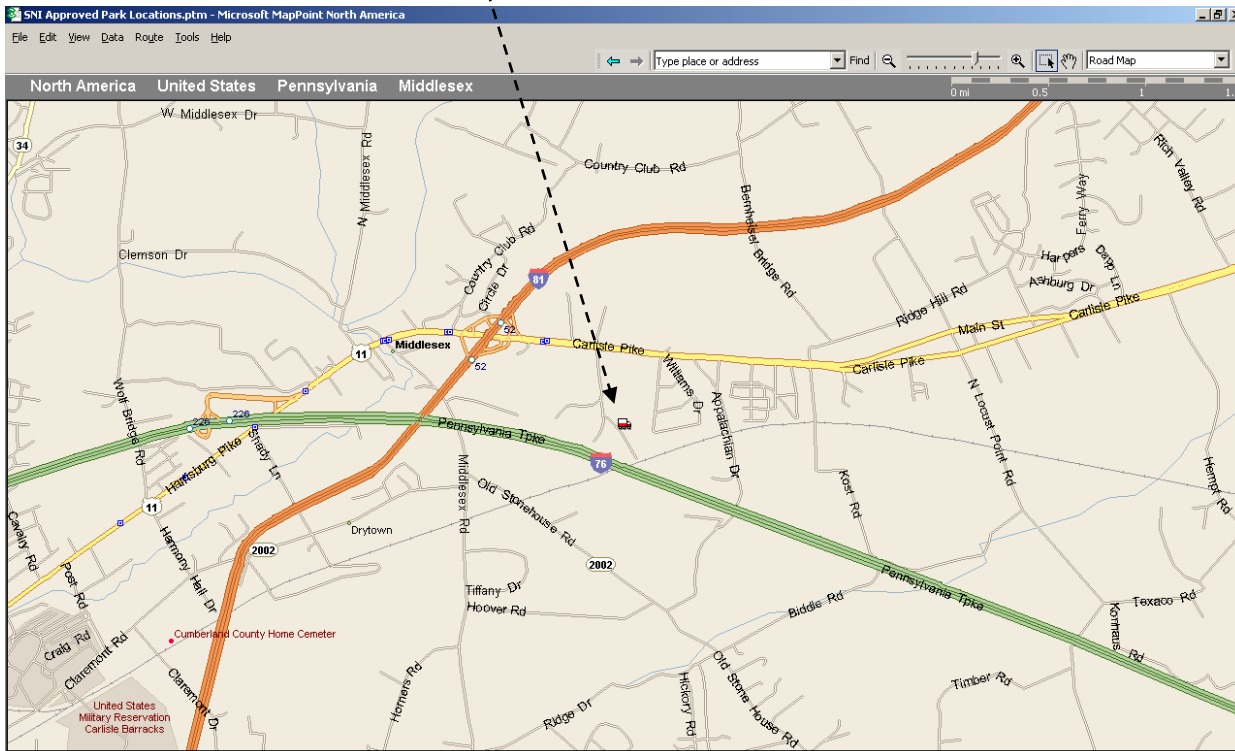 SNI Approved Park Locations.ptm - Microsoft MapPoint North America
File Edit View Data Route Tools Help
Type place or address Find Road Map
North America United States Pennsylvania Middlesex
0 mi 0.5 1 1.
W Middlesex Dr
34
N Middlesex Rd
Country Club Rd
Rich Valley Rd
Ferry Way
Bernheisel Bridge Rd
Clemson Dr
Country Club Rd
Circle Dr
81
Harpers
Dapp Ln
Ashburg Dr
Ridge Hill Rd
Main St
Carlisle Pike
52
11
Middlesex
Carlisle Pike
52
Carlisle Pike
Williams Dr
Appalachian Dr
N Locust Point Rd
Wolf Bridge Rd
226
226
Pennsylvania Tpke
Shady Ln
Harrisburg Pike
76
Middlesex Rd
Old Stonehouse Rd
Kost Rd
Hempt Rd
11
Cavalry Rd
Drytown
2002
Harmony Hall Dr
Post Rd
2002
Tiffany Dr
Hoover Rd
Biddle Rd
Pennsylvania Tpke
Texaco Rd
Konhaus Rd
Craig Rd
Claremont Rd
Cumberland County Home Cemeter
Claremont Dr
Homers Rd
Old Stone House Rd
Timber Rd
Hickory Rd
Ridge Dr
United States
Military Reservation
Carlisle Barracks